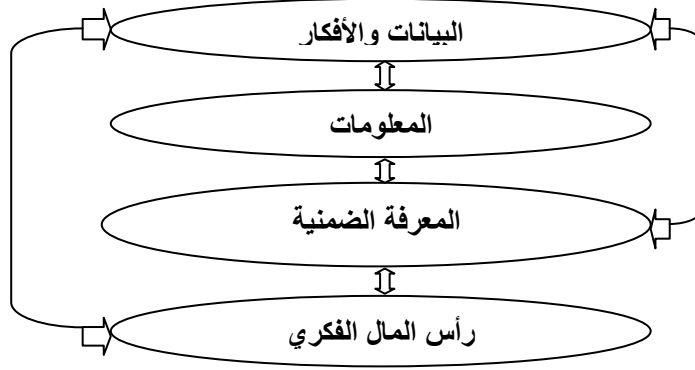 البيانات والأفكار
المعلومات
المعرفة الضمنية
رأس المال الفكري